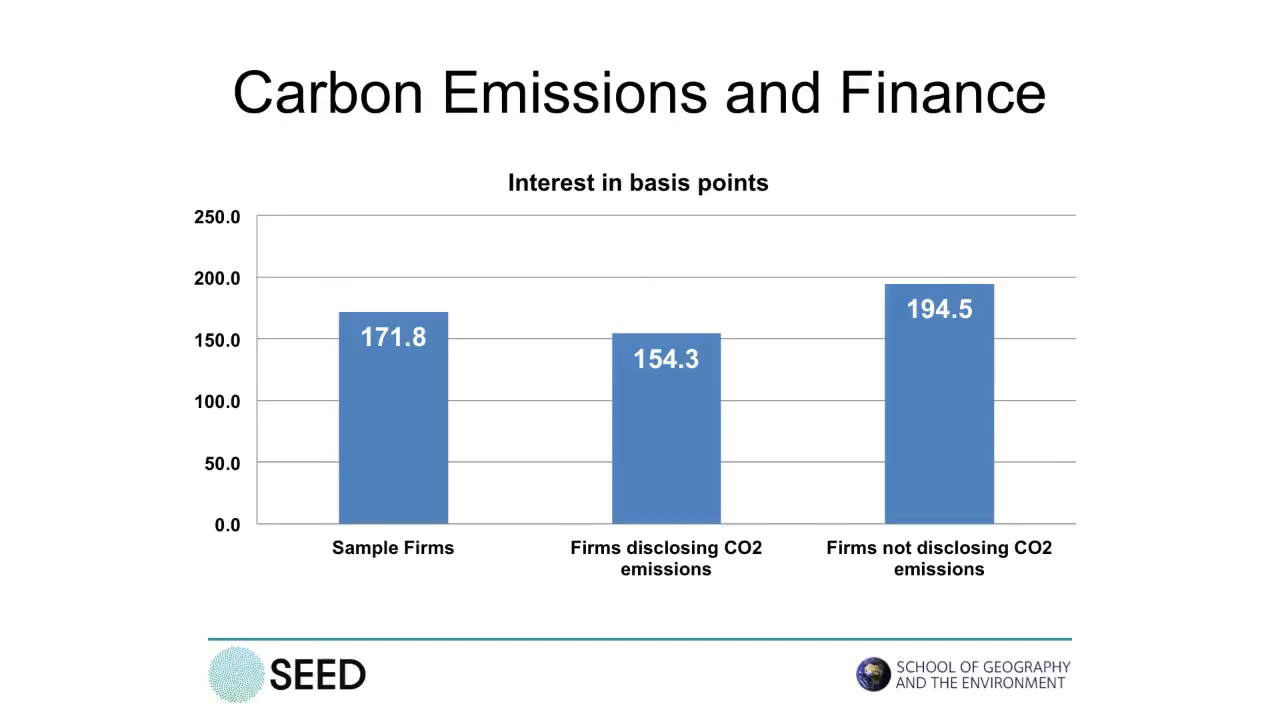 Carbon Emissions and Finance
Interest in basis points
250.0
200.0
150.0
100.0
50.0
0.0
171.8
154.3
194.5
Sample Firms
Firms disclosing CO2
emissions
Firms not disclosing CO2
emissions
SEED
SCHOOL OF GEOGRAPHY
AND THE ENVIRONMENT